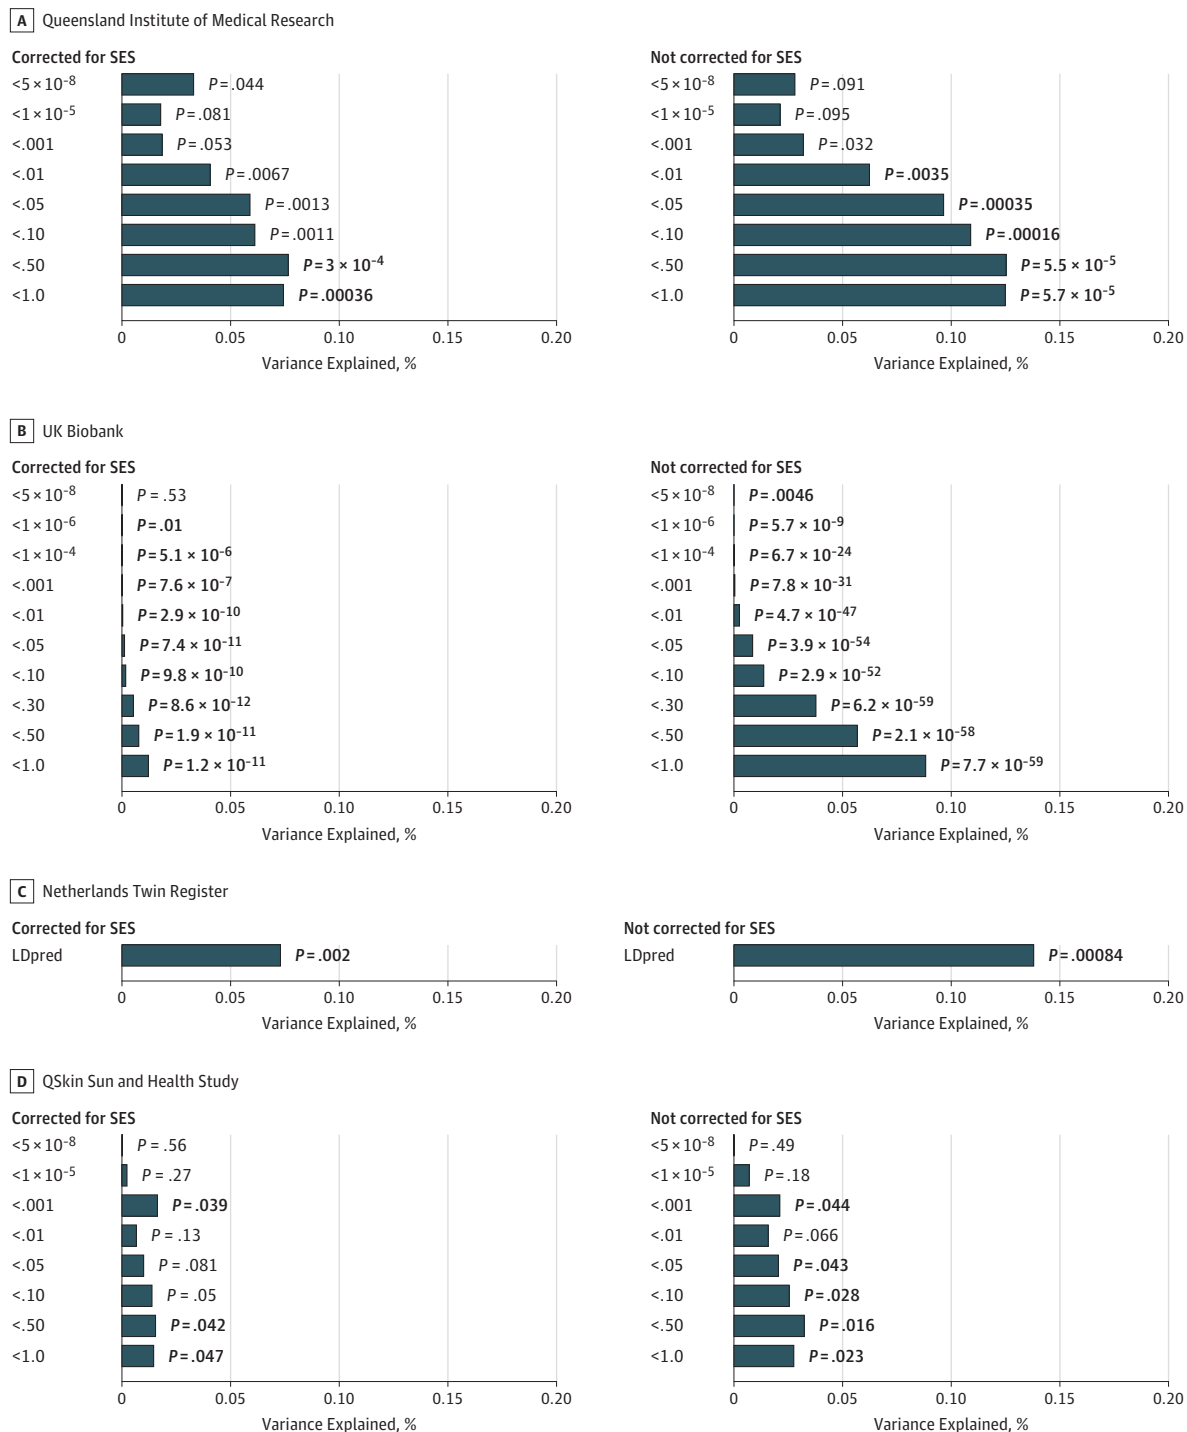 A Queensland Institute of Medical Research
Corrected for SES
<5 × 10⁻⁸ P = .044
<1 × 10⁻⁵ P = .081
<.001 P = .053
<.01 P = .0067
<.05 P = .0013
<.10 P = .0011
<.50 P = 3 × 10⁻⁴
<1.0 P = .00036
0 0.05 0.10 0.15 0.20
Variance Explained, %
Not corrected for SES
<5 × 10⁻⁸ P = .091
<1 × 10⁻⁵ P = .095
<.001 P = .032
<.01 P = .0035
<.05 P = .00035
<.10 P = .00016
<.50 P = 5.5 × 10⁻⁵
<1.0 P = 5.7 × 10⁻⁵
0 0.05 0.10 0.15 0.20
Variance Explained, %
B UK Biobank
Corrected for SES
<5 × 10⁻⁸ P = .53
<1 × 10⁻⁶ P = .01
<1 × 10⁻⁴ P = 5.1 × 10⁻⁶
<.001 P = 7.6 × 10⁻⁷
<.01 P = 2.9 × 10⁻¹⁰
<.05 P = 7.4 × 10⁻¹¹
<.10 P = 9.8 × 10⁻¹⁰
<.30 P = 8.6 × 10⁻¹²
<.50 P = 1.9 × 10⁻¹¹
<1.0 P = 1.2 × 10⁻¹¹
0 0.05 0.10 0.15 0.20
Variance Explained, %
Not corrected for SES
<5 × 10⁻⁸ P = .0046
<1 × 10⁻⁶ P = 5.7 × 10⁻⁹
<1 × 10⁻⁴ P = 6.7 × 10⁻²⁴
<.001 P = 7.8 × 10⁻³¹
<.01 P = 4.7 × 10⁻⁴⁷
<.05 P = 3.9 × 10⁻⁵⁴
<.10 P = 2.9 × 10⁻⁵²
<.30 P = 6.2 × 10⁻⁵⁹
<.50 P = 2.1 × 10⁻⁵⁸
<1.0 P = 7.7 × 10⁻⁵⁹
0 0.05 0.10 0.15 0.20
Variance Explained, %
C Netherlands Twin Register
Corrected for SES
LDpred P = .002
0 0.05 0.10 0.15 0.20
Variance Explained, %
Not corrected for SES
LDpred P = .00084
0 0.05 0.10 0.15 0.20
Variance Explained, %
D QSkin Sun and Health Study
Corrected for SES
<5 × 10⁻⁸ P = .56
<1 × 10⁻⁵ P = .27
<.001 P = .039
<.01 P = .13
<.05 P = .081
<.10 P = .05
<.50 P = .042
<1.0 P = .047
0 0.05 0.10 0.15 0.20
Variance Explained, %
Not corrected for SES
<5 × 10⁻⁸ P = .49
<1 × 10⁻⁵ P = .18
<.001 P = .044
<.01 P = .066
<.05 P = .043
<.10 P = .028
<.50 P = .016
<1.0 P = .023
0 0.05 0.10 0.15 0.20
Variance Explained, %